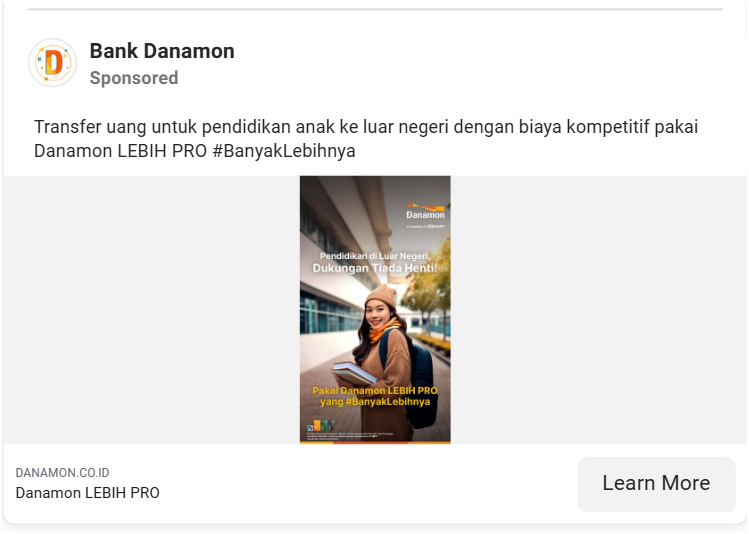 Bank Danamon
Sponsored
Transfer uang untuk pendidikan anak ke luar negeri dengan biaya kompetitif pakai
Danamon LEBIH PRO #BanyakLebihnya
Danamon
Pendidikan di Luar Negeri,
Dukungan Tiada Henti!
Pakai Danamon LEBIH PRO
yang #BanyakLebihnya
DANAMON.CO.ID
Danamon LEBIH PRO
Learn More